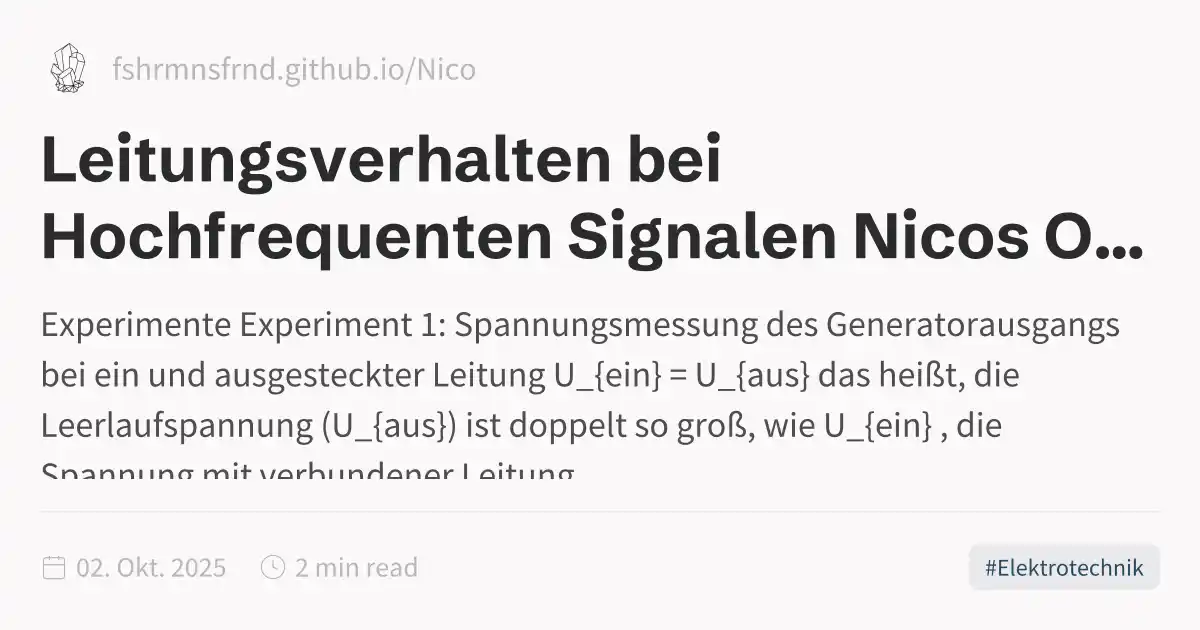 fshrmnsfrnd.github.io/Nico
Leitungsverhalten bei
Hochfrequenten Signalen Nicos O...
Experimente Experiment 1: Spannungsmessung des Generatorausgangs
bei ein und ausgesteckter Leitung U_{ein} = U_{aus} das heißt, die
Leerlaufspannung (U_{aus}) ist doppelt so groß, wie U_{ein} , die
Spannung mit verbundener Leitung
02. Okt. 2025
2 min read
#Elektrotechnik